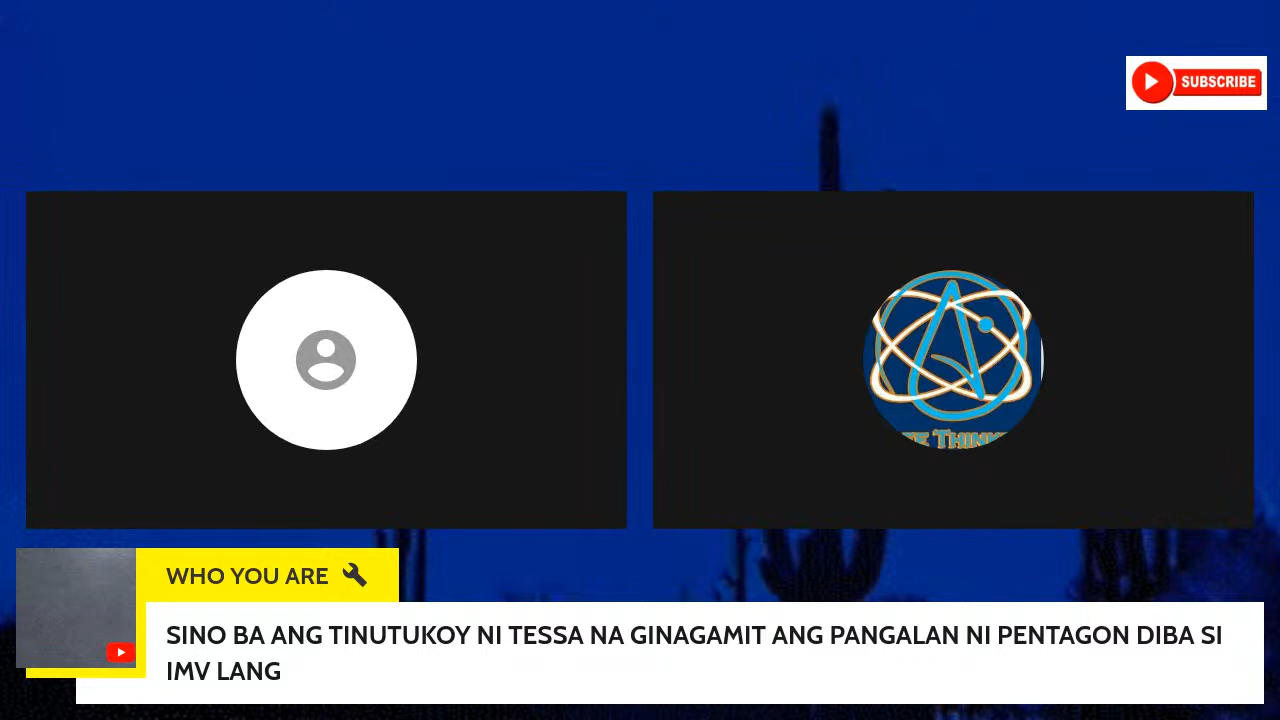 SUBSCRIBE
THINK
WHO YOU ARE
SINO BA ANG TINUTUKOY NI TESSA NA GINAGAMIT ANG PANGALAN NI PENTAGON DIBA SI
IMV LANG